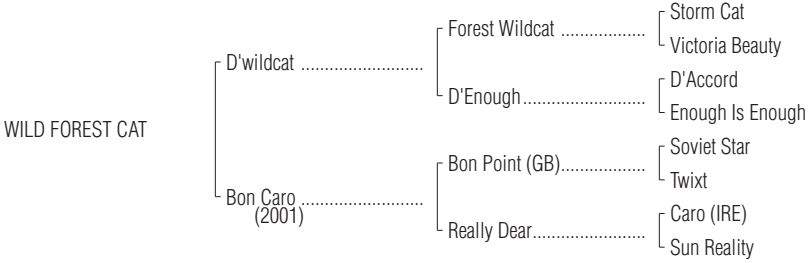 Storm Cat
Forest Wildcat ..................
Victoria Beauty
D'wildcat ..........................
D'Accord
D'Enough..........................
Enough Is Enough
WILD FOREST CAT
Soviet Star
Bon Point (GB)..................
Twixt
Bon Caro ..........................
(2001)
Caro (IRE)
Really Dear........................
Sun Reality